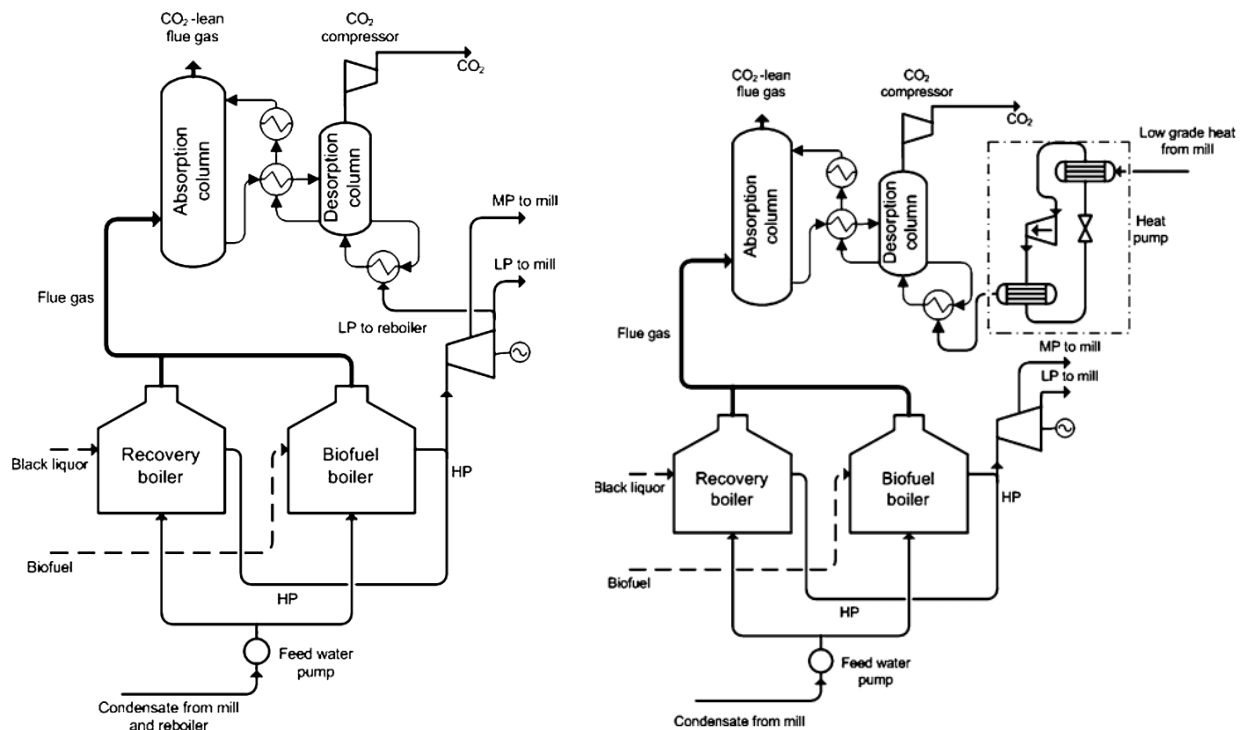 CO₂-lean
flue gas
CO₂
compressor
CO₂
Absorption
column
Desorption
column
MP to mill
LP to mill
Flue gas
LP to reboiler
Black liquor
Recovery
boiler
Biofuel
boiler
HP
Biofuel
HP
Feed water
pump
Condensate from mill
and reboiler
CO₂-lean
flue gas
CO₂
compressor
CO₂
Low grade heat
from mill
Absorption
column
Desorption
column
Heat
pump
Flue gas
MP to mill
LP to mill
Black liquor
Recovery
boiler
Biofuel
boiler
HP
Biofuel
HP
Feed water
pump
Condensate from mill